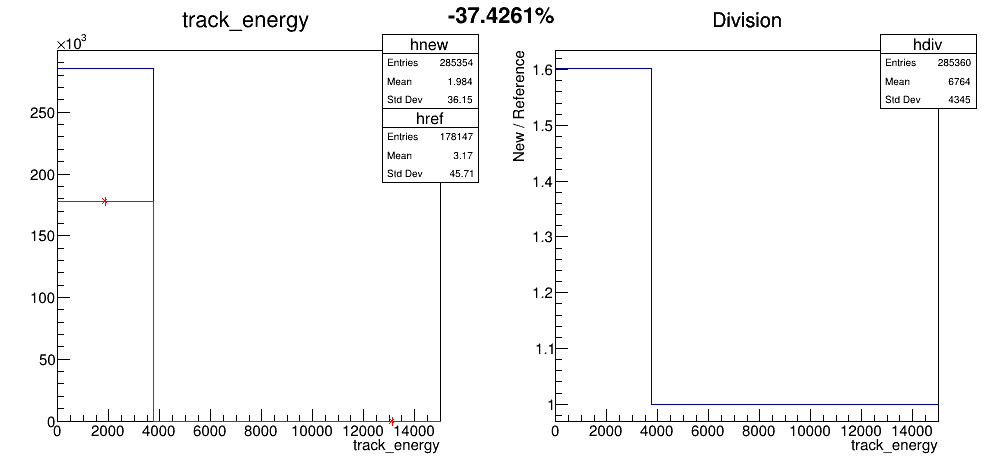 track_energy
-37.4261%
Division
×10³
hnew
Entries 285354
Mean 1.984
Std Dev 36.15
href
Entries 178147
Mean 3.17
Std Dev 45.71
250
200
150
100
50
0
0 2000 4000 6000 8000 10000 12000 14000
track_energy
hdiv
Entries 285360
Mean 6764
Std Dev 4345
New / Reference
1.6
1.5
1.4
1.3
1.2
1.1
1
0 2000 4000 6000 8000 10000 12000 14000
track_energy